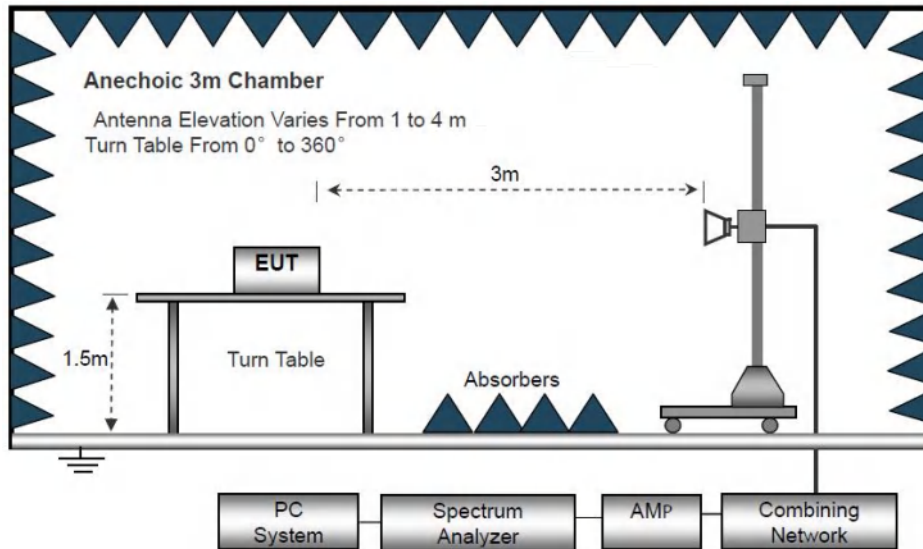 Anechoic 3m Chamber
Antenna Elevation Varies From 1 to 4 m
Turn Table From 0° to 360°
3m
EUT
1.5m
Turn Table
Absorbers
PC
System
Spectrum
Analyzer
AMP
Combining
Network